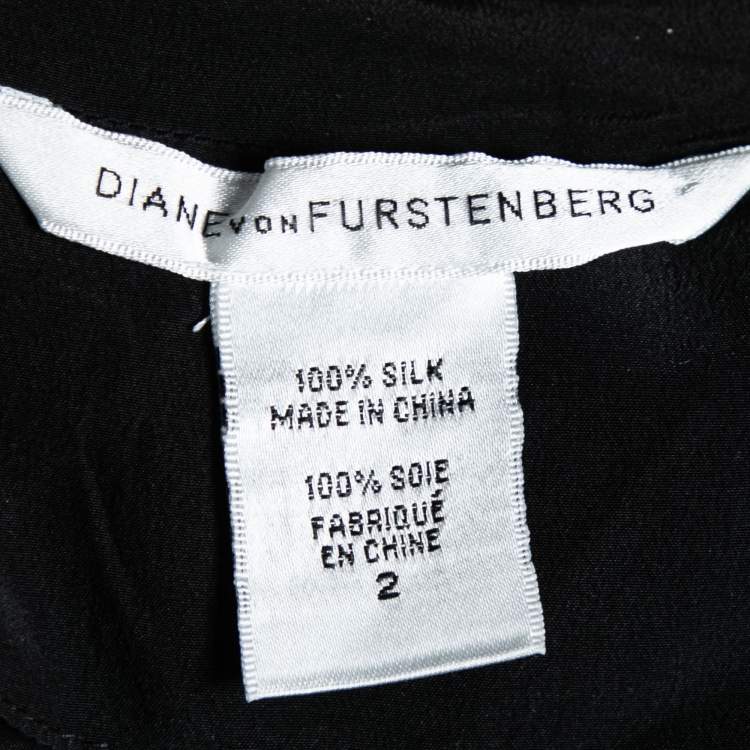 DIANE VON FURSTENBERG
100% SILK
MADE IN CHINA
100% SOIE
FABRIQUÉ
EN CHINE
2